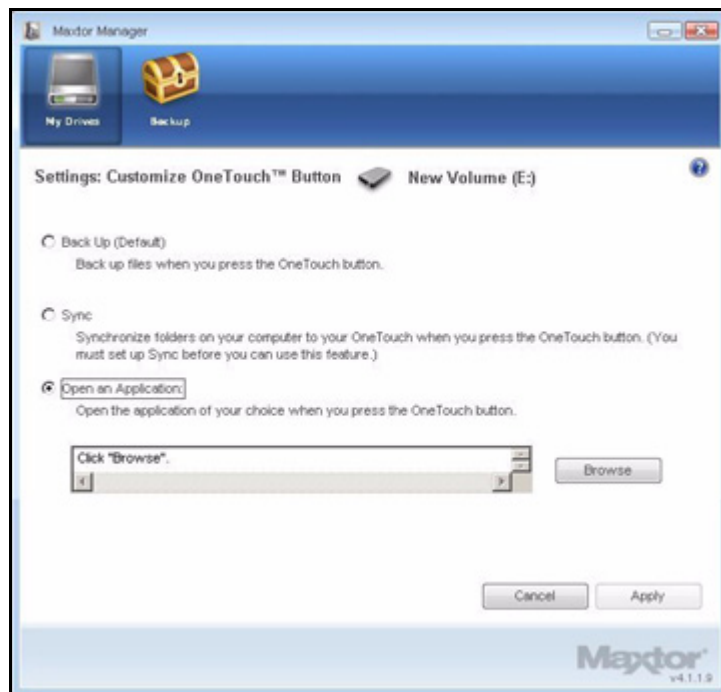 Maxtor Manager
My Drives
Backup
Settings: Customize OneTouch™ Button
New Volume (E:)
Back Up (Default)
Back up files when you press the OneTouch button.
Sync
Synchronize folders on your computer to your OneTouch when you press the OneTouch button. (You
must set up Sync before you can use this feature.)
Open an Application:
Open the application of your choice when you press the OneTouch button.
Click "Browse".
Browse
Cancel
Apply
Maxtor
v4.1.1.9